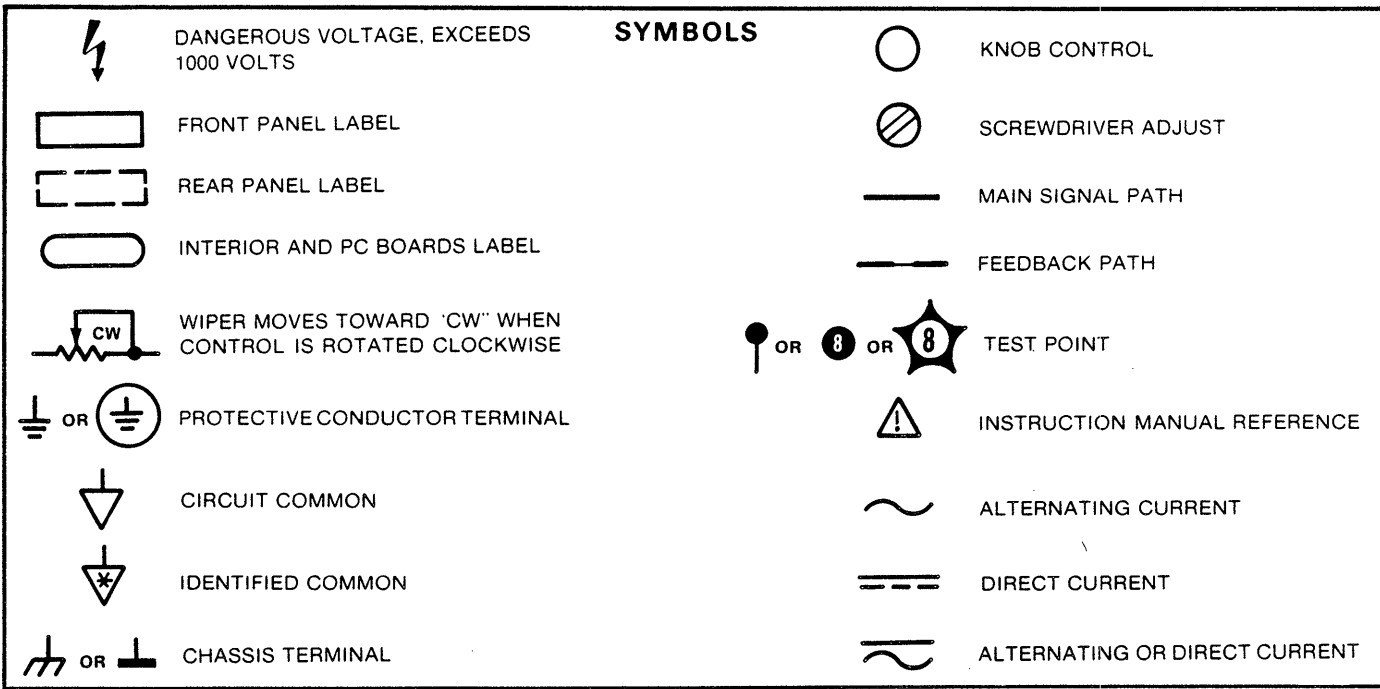 SYMBOLS
DANGEROUS VOLTAGE, EXCEEDS
1000 VOLTS
FRONT PANEL LABEL
REAR PANEL LABEL
INTERIOR AND PC BOARDS LABEL
CW
WIPER MOVES TOWARD 'CW" WHEN
CONTROL IS ROTATED CLOCKWISE
OR
PROTECTIVE CONDUCTOR TERMINAL
CIRCUIT COMMON
IDENTIFIED COMMON
OR
CHASSIS TERMINAL
KNOB CONTROL
SCREWDRIVER ADJUST
MAIN SIGNAL PATH
FEEDBACK PATH
OR 8 OR 8 TEST POINT
! INSTRUCTION MANUAL REFERENCE
ALTERNATING CURRENT
DIRECT CURRENT
ALTERNATING OR DIRECT CURRENT